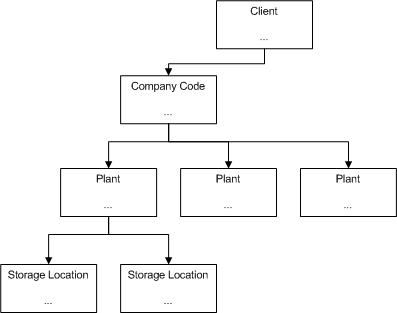 Client
...
Company Code
...
Plant
Plant
Plant
...
...
...
Storage Location
Storage Location
...
...